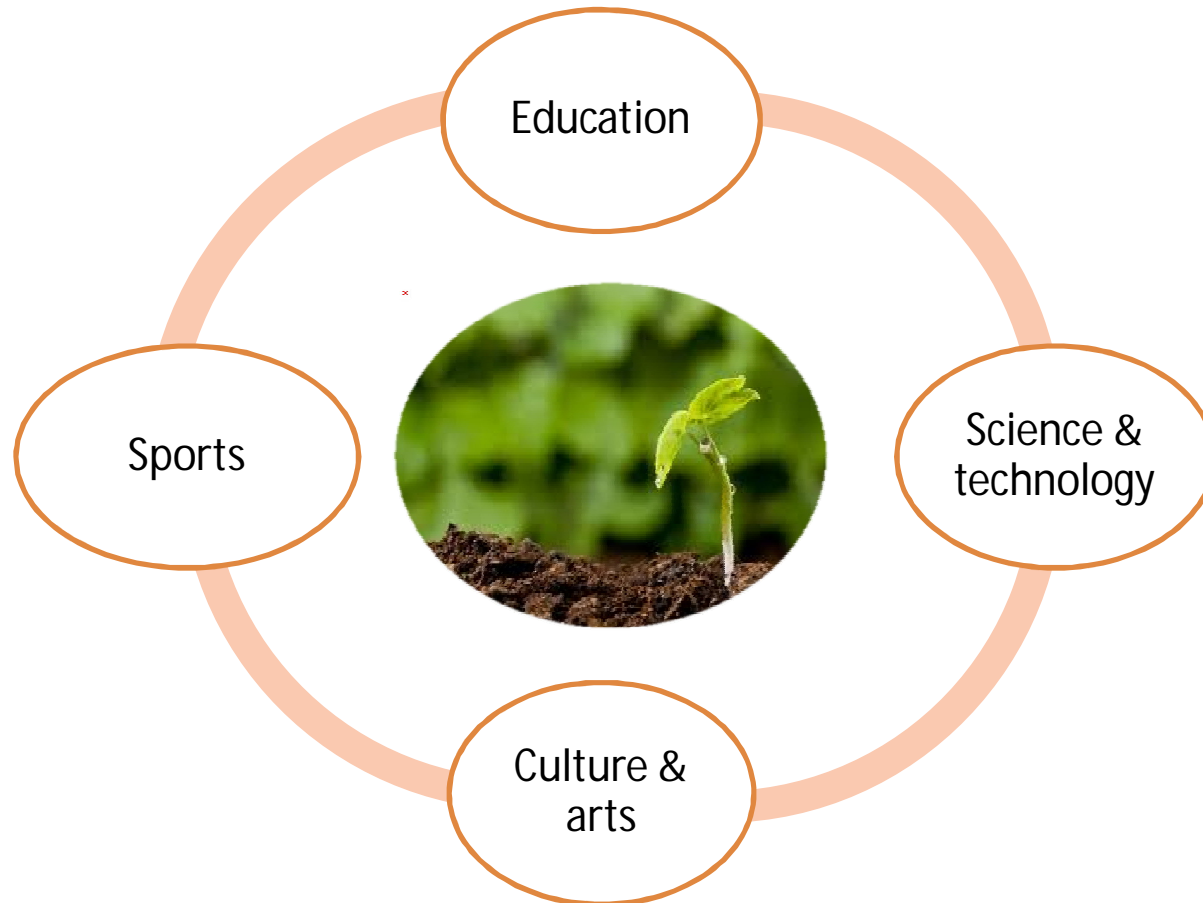 Education
Sports
Science &
technology
Culture &
arts